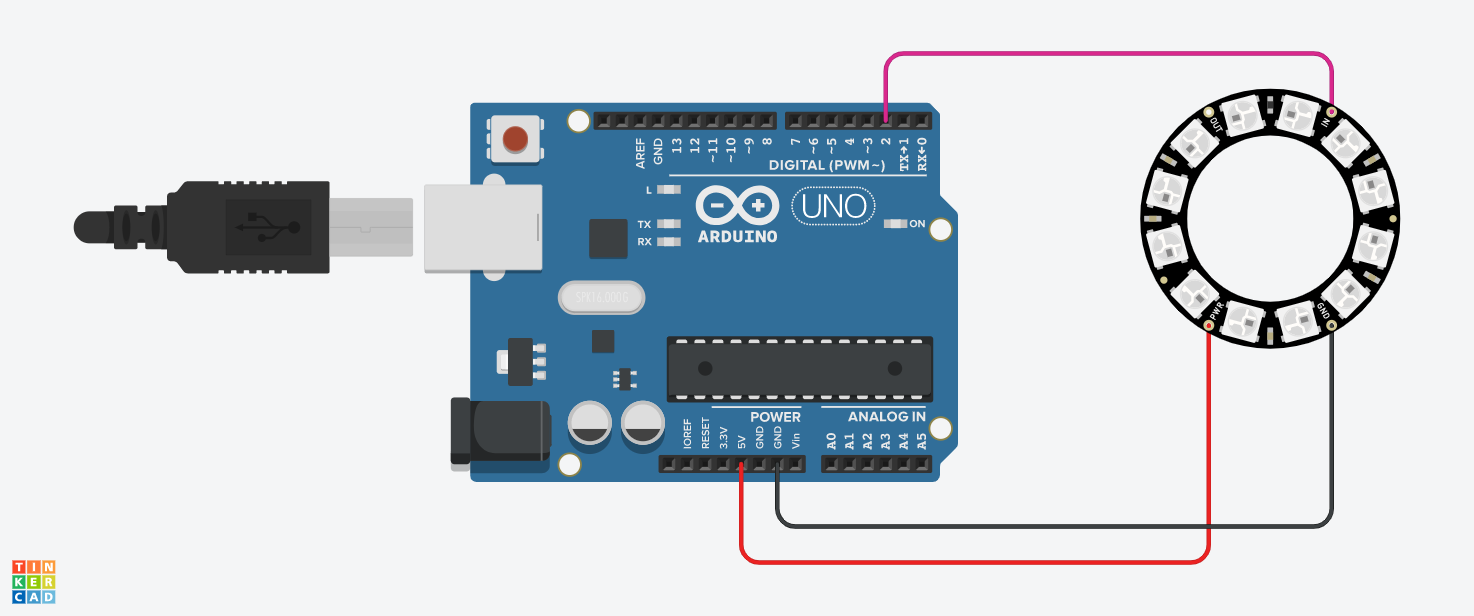 AREF
GND
13
12
~11
~10
~9
8
7
~6
~5
4
~3
2
TX→1
RX←0
DIGITAL (PWM~)
L
TX
RX
UNO
ARDUINO
ON
SPK16.000G
IOREF
RESET
3.3V
5V
GND
GND
Vin
POWER
ANALOG IN
A0
A1
A2
A3
A4
A5
OUT
IN
PWR
GND
TIN
KER
CAD